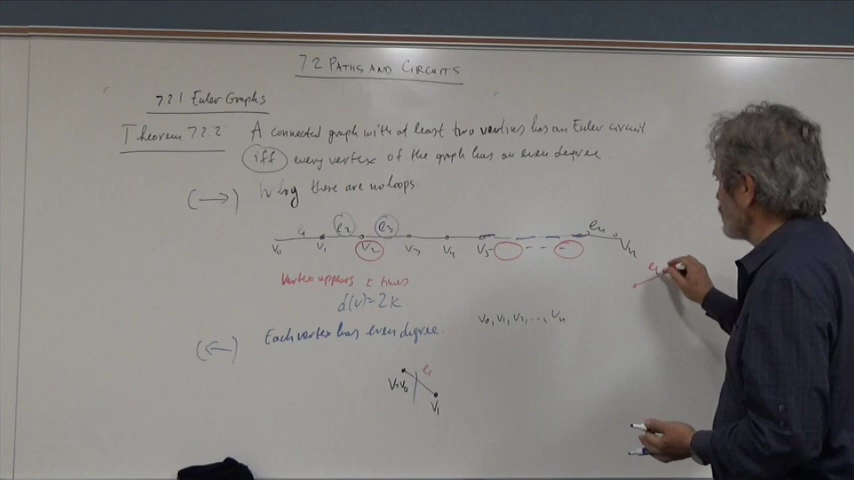 7.2 PATHS AND CIRCUITS
7.2.1 Euler Graphs
Theorem 7.2.2 A connected graph with at least two vertices has an Euler circuit
iff every vertex of the graph has an even degree.
(→) Wlog there are no loops.
e1 e2 e3 en
v0 v1 v2 v3 v4 v5 vn
e1
Vertex appears k times
d(v)=2k
v0, v1, v2, ..., vn
(←) Each vertex has even degree.
e1
v=v0
v1